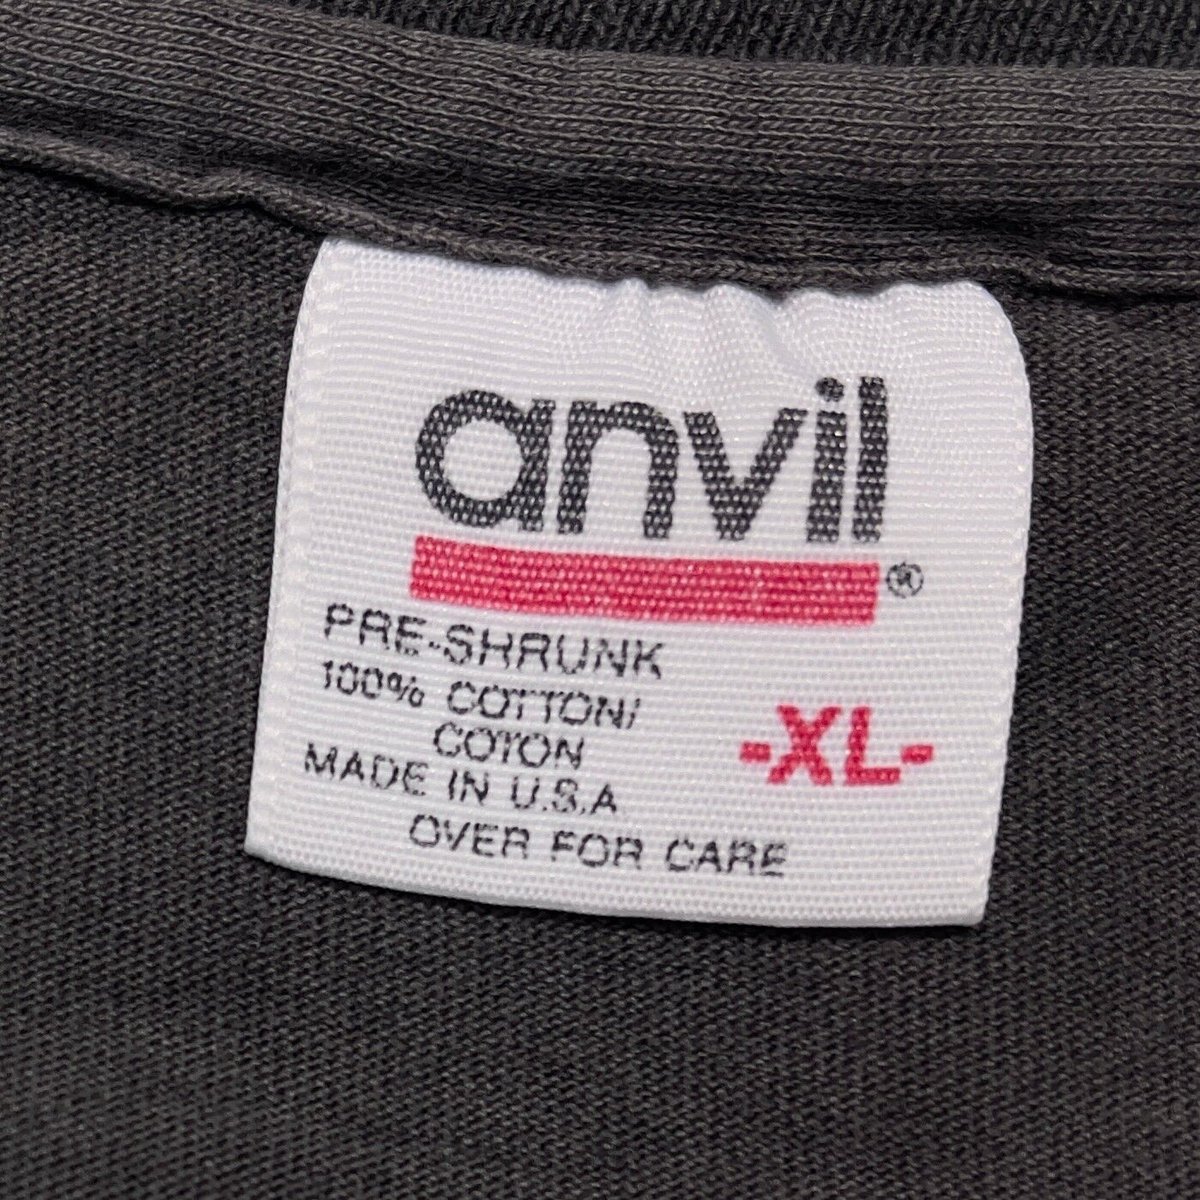 anvil
®
PRE-SHRUNK
100% COTTON/
COTON
-XL-
MADE IN U.S.A
OVER FOR CARE